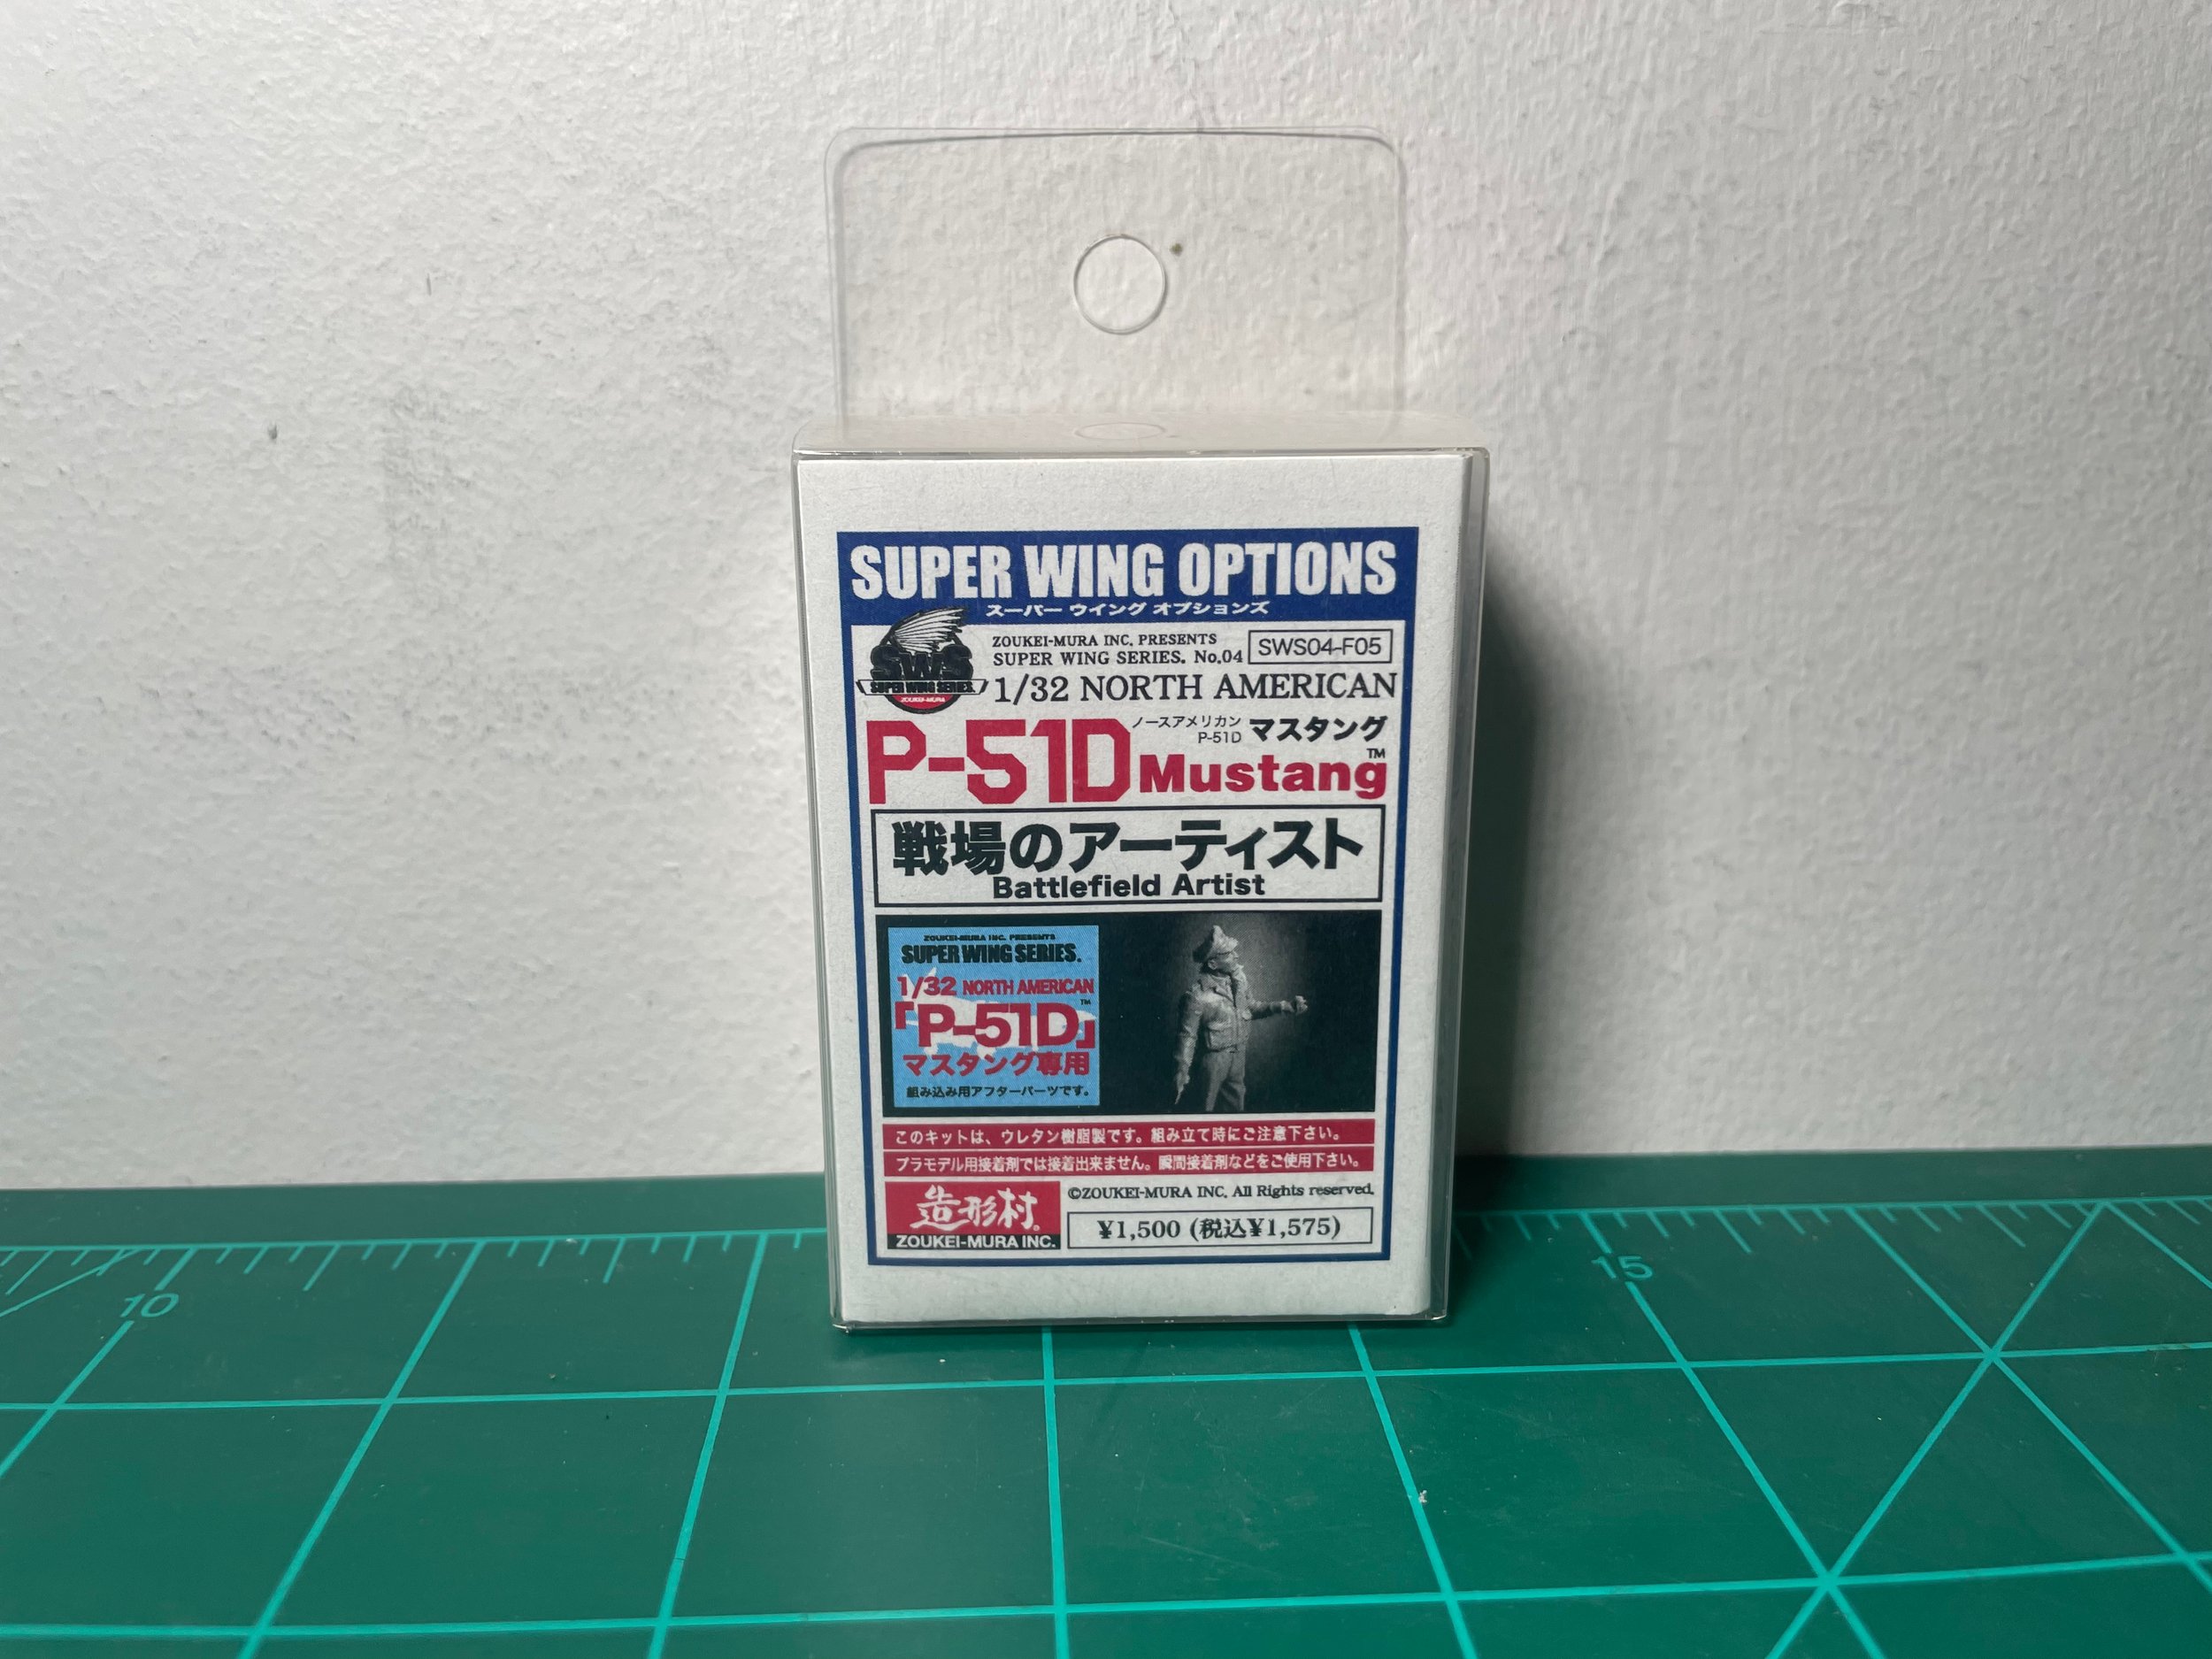 SUPER WING OPTIONS
スーパー ウイング オプションズ
SWS
SUPER WING SERIES.
ZOUKEI-MURA
ZOUKEI-MURA INC. PRESENTS
SUPER WING SERIES. No.04
SWS04-F05
1/32 NORTH AMERICAN
P-51D
ノースアメリカン
P-51D
マスタング
Mustang™
戦場のアーティスト
Battlefield Artist
ZOUKEI-MURA INC. PRESENTS
SUPER WING SERIES.
1/32 NORTH AMERICAN
「P-51D」™
マスタング専用
組み込み用アフターパーツです。
このキットは、ウレタン樹脂製です。組み立て時にご注意下さい。
プラモデル用接着剤では接着出来ません。瞬間接着剤などをご使用下さい。
造形村®
ZOUKEI-MURA INC.
©ZOUKEI-MURA INC. All Rights reserved.
¥1,500 (税込¥1,575)
10
15